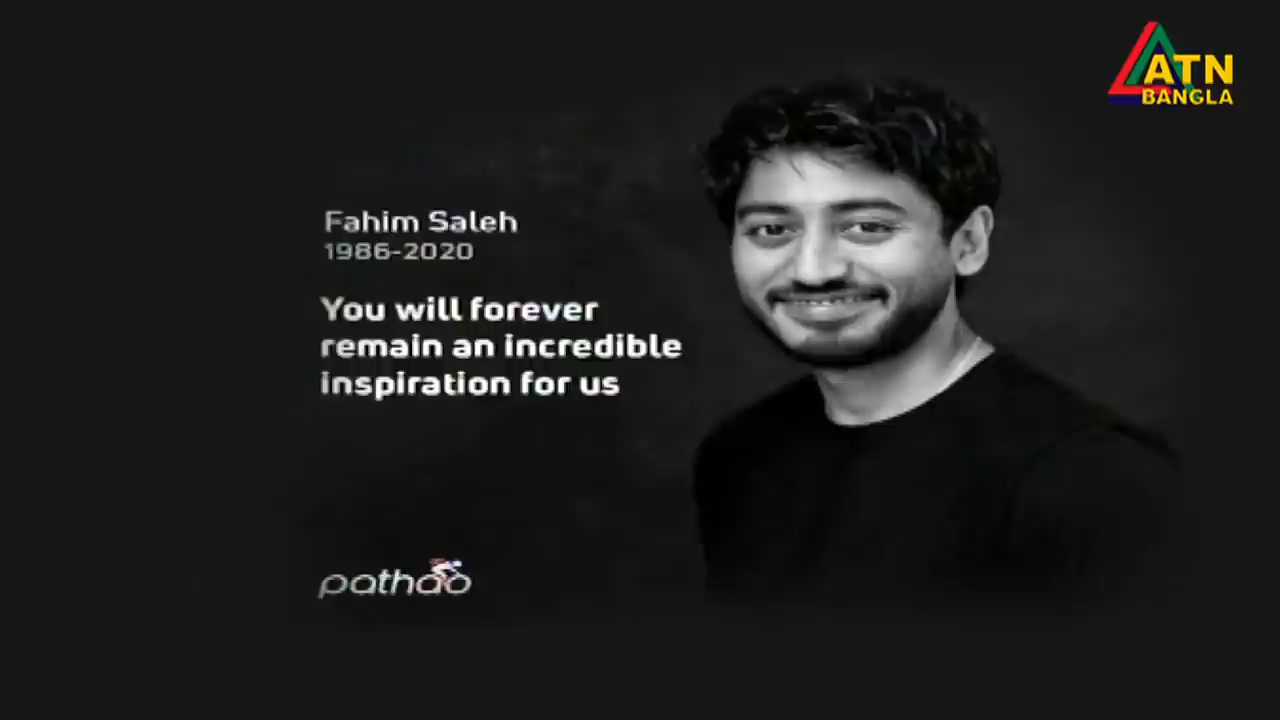 ATN
BANGLA
Fahim Saleh
1986-2020
You will forever
remain an incredible
inspiration for us
pathao